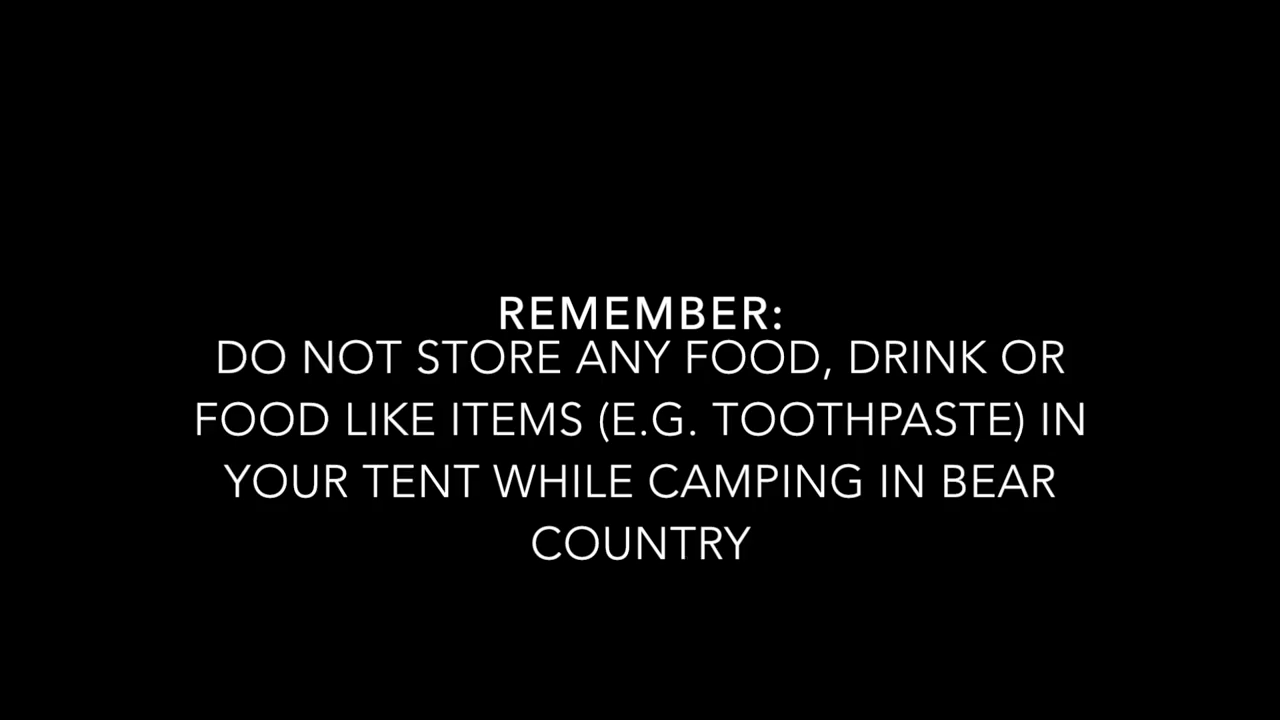 REMEMBER:
DO NOT STORE ANY FOOD, DRINK OR
FOOD LIKE ITEMS (E.G. TOOTHPASTE) IN
YOUR TENT WHILE CAMPING IN BEAR
COUNTRY